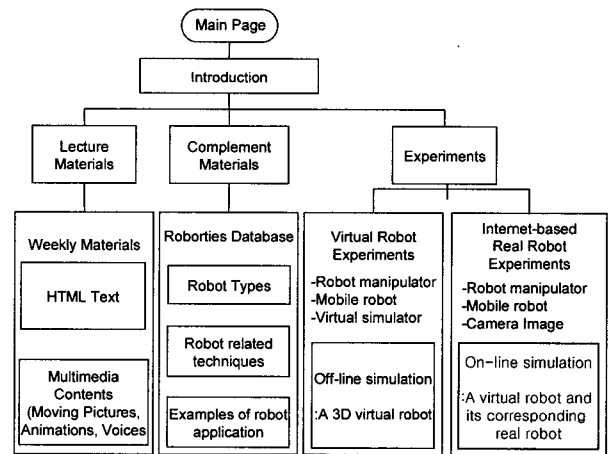 Main Page
Introduction
Lecture
Materials
Complement
Materials
Experiments
Weekly Materials
HTML Text
Multimedia
Contents
(Moving Pictures,
Animations, Voices
Roborties Database
Robot Types
Robot related
techniques
Examples of robot
application
Virtual Robot
Experiments
-Robot manipulator
-Mobile robot
-Virtual simulator
Off-line simulation
:A 3D virtual robot
Internet-based
Real Robot
Experiments
-Robot manipulator
-Mobile robot
-Camera Image
On-line simulation
:A virtual robot and
its corresponding
real robot